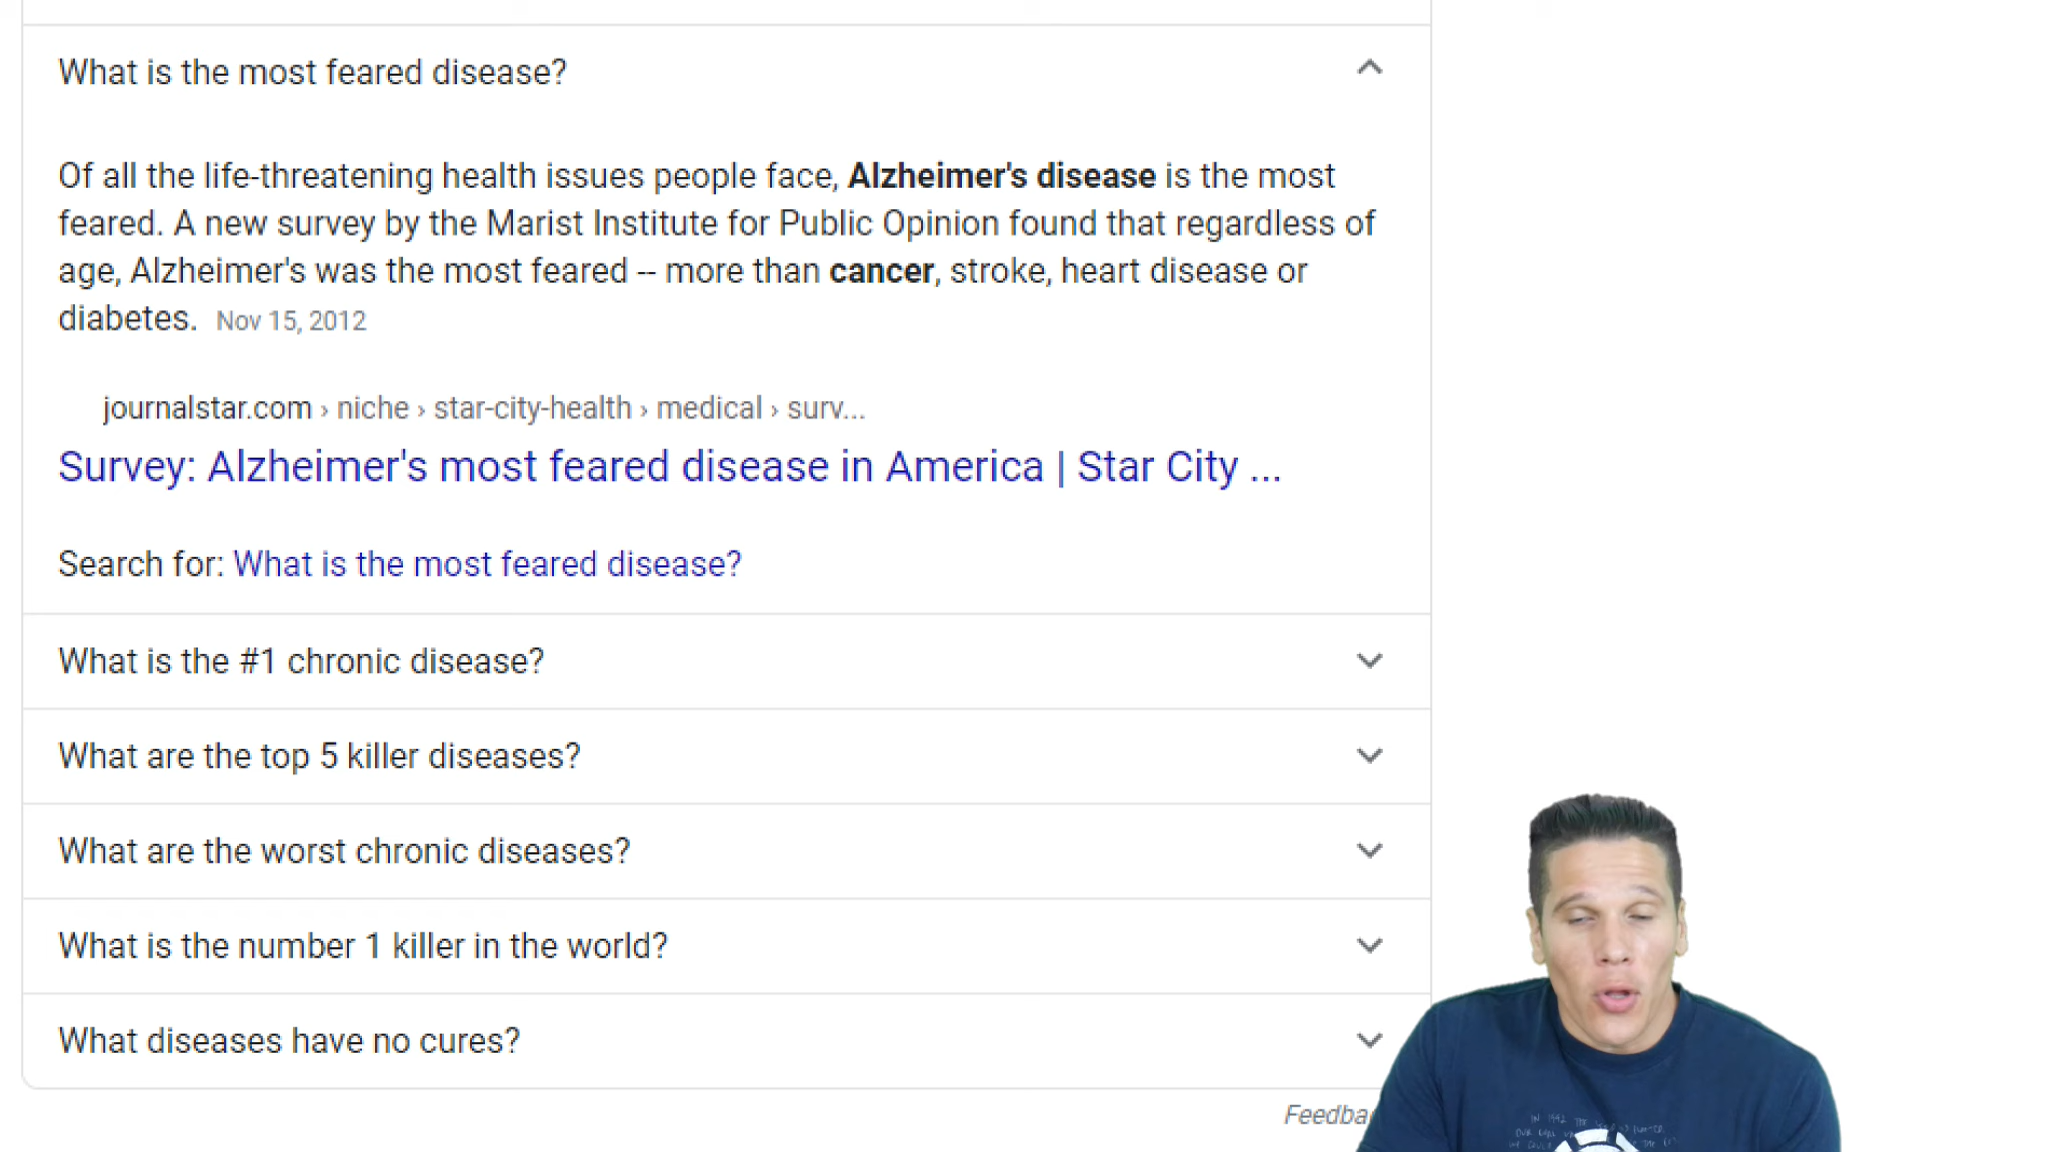 What is the most feared disease?
Of all the life-threatening health issues people face, Alzheimer's disease is the most
feared. A new survey by the Marist Institute for Public Opinion found that regardless of
age, Alzheimer's was the most feared -- more than cancer, stroke, heart disease or
diabetes. Nov 15, 2012
journalstar.com › niche › star-city-health › medical › surv...
Survey: Alzheimer's most feared disease in America | Star City ...
Search for: What is the most feared disease?
What is the #1 chronic disease?
What are the top 5 killer diseases?
What are the worst chronic diseases?
What is the number 1 killer in the world?
What diseases have no cures?
Feedba
IN 1992 THE